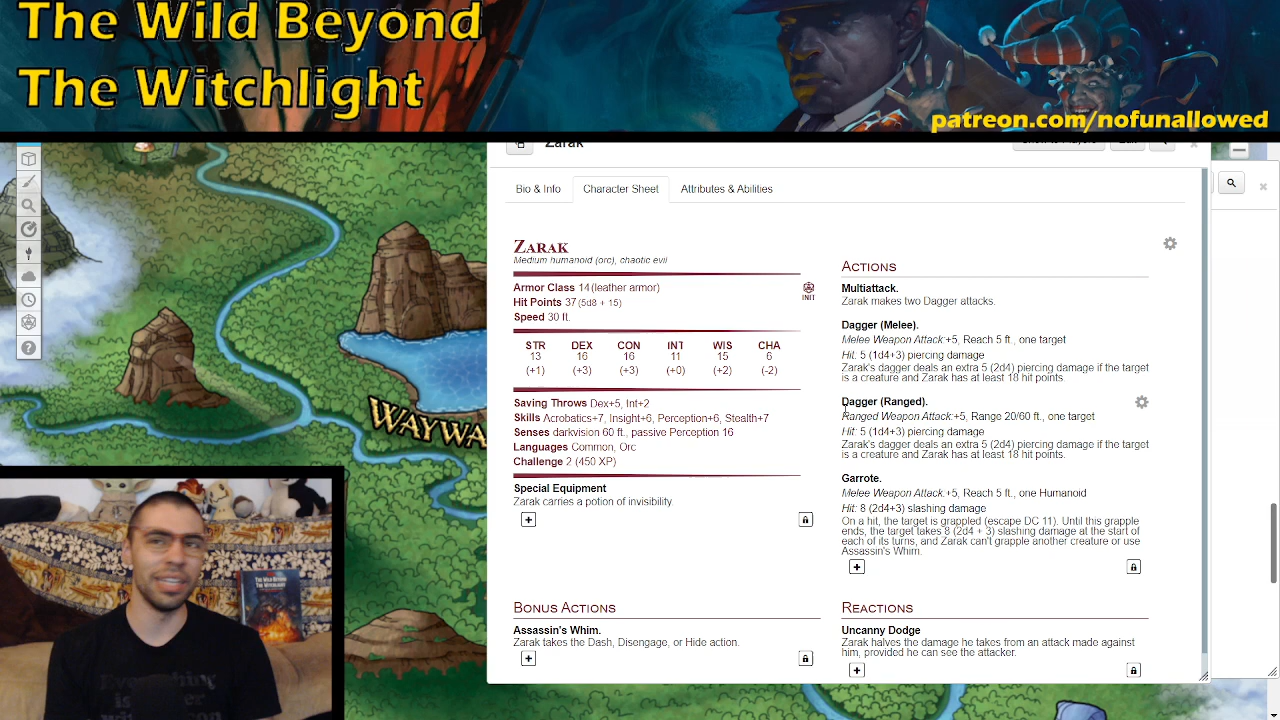 The Wild Beyond
The Witchlight
patreon.com/nofunallowed
Zarak
Bio & Info
Character Sheet
Attributes & Abilities
ZARAK
Medium humanoid (orc), chaotic evil
Armor Class 14 (leather armor)
Hit Points 37 (5d8 + 15)
Speed 30 ft.
INIT
STR DEX CON INT WIS CHA
13 16 16 11 15 6
(+1) (+3) (+3) (+0) (+2) (-2)
Saving Throws Dex+5, Int+2
Skills Acrobatics+7, Insight+6, Perception+6, Stealth+7
Senses darkvision 60 ft., passive Perception 16
Languages Common, Orc
Challenge 2 (450 XP)
Special Equipment
Zarak carries a potion of invisibility.
BONUS ACTIONS
Assassin's Whim.
Zarak takes the Dash, Disengage, or Hide action.
ACTIONS
Multiattack.
Zarak makes two Dagger attacks.
Dagger (Melee).
Melee Weapon Attack:+5, Reach 5 ft., one target
Hit: 5 (1d4+3) piercing damage
Zarak's dagger deals an extra 5 (2d4) piercing damage if the target
is a creature and Zarak has at least 18 hit points.
Dagger (Ranged).
Ranged Weapon Attack:+5, Range 20/60 ft., one target
Hit: 5 (1d4+3) piercing damage
Zarak's dagger deals an extra 5 (2d4) piercing damage if the target
is a creature and Zarak has at least 18 hit points.
Garrote.
Melee Weapon Attack:+5, Reach 5 ft., one Humanoid
Hit: 8 (2d4+3) slashing damage
On a hit, the target is grappled (escape DC 11). Until this grapple
ends, the target takes 8 (2d4 + 3) slashing damage at the start of
each of its turns, and Zarak can't grapple another creature or use
Assassin's Whim.
REACTIONS
Uncanny Dodge
Zarak halves the damage he takes from an attack made against
him, provided he can see the attacker.
WAYWA
THE WILD BEYOND
THE WITCHLIGHT
Everything
is